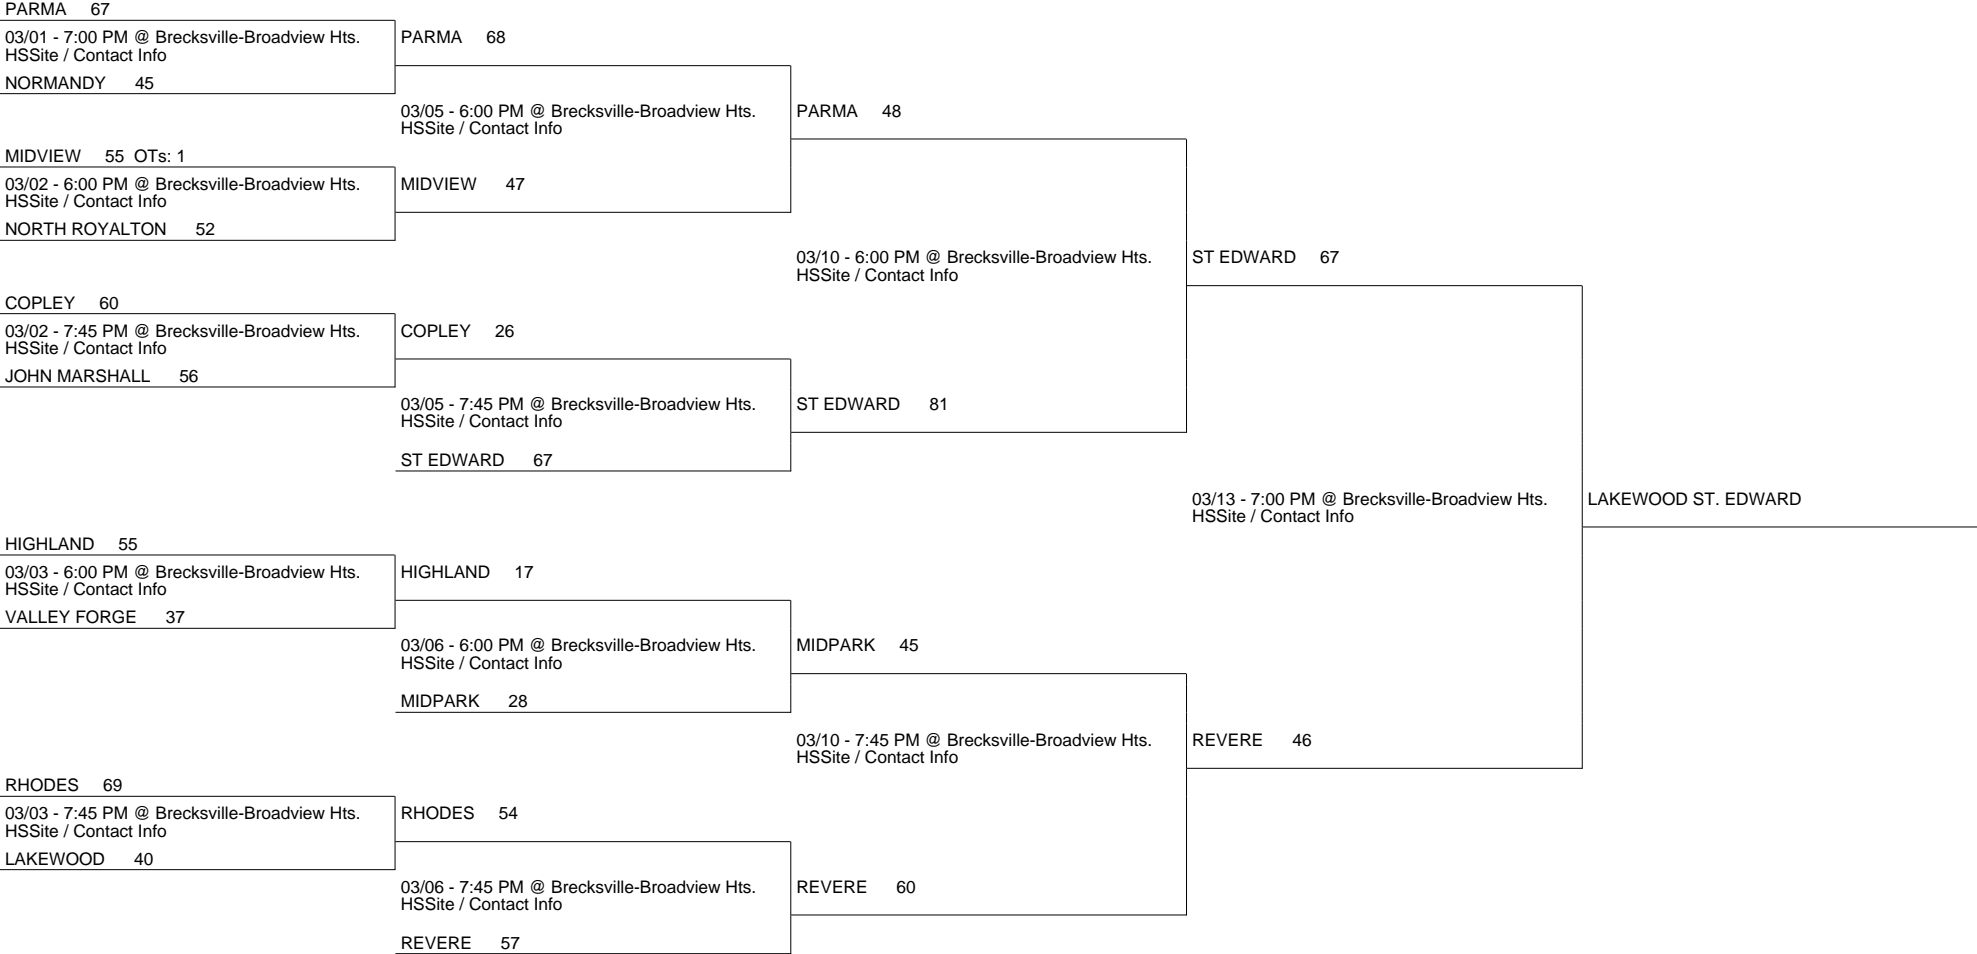 PARMA 67
03/01 - 7:00 PM @ Brecksville-Broadview Hts.
HSSite / Contact Info
NORMANDY 45
MIDVIEW 55 OTs: 1
03/02 - 6:00 PM @ Brecksville-Broadview Hts.
HSSite / Contact Info
NORTH ROYALTON 52
COPLEY 60
03/02 - 7:45 PM @ Brecksville-Broadview Hts.
HSSite / Contact Info
JOHN MARSHALL 56
HIGHLAND 55
03/03 - 6:00 PM @ Brecksville-Broadview Hts.
HSSite / Contact Info
VALLEY FORGE 37
RHODES 69
03/03 - 7:45 PM @ Brecksville-Broadview Hts.
HSSite / Contact Info
LAKEWOOD 40
PARMA 68
03/05 - 6:00 PM @ Brecksville-Broadview Hts.
HSSite / Contact Info
MIDVIEW 47
COPLEY 26
03/05 - 7:45 PM @ Brecksville-Broadview Hts.
HSSite / Contact Info
ST EDWARD 67
HIGHLAND 17
03/06 - 6:00 PM @ Brecksville-Broadview Hts.
HSSite / Contact Info
MIDPARK 28
RHODES 54
03/06 - 7:45 PM @ Brecksville-Broadview Hts.
HSSite / Contact Info
REVERE 57
PARMA 48
03/10 - 6:00 PM @ Brecksville-Broadview Hts.
HSSite / Contact Info
ST EDWARD 81
MIDPARK 45
03/10 - 7:45 PM @ Brecksville-Broadview Hts.
HSSite / Contact Info
REVERE 60
ST EDWARD 67
03/13 - 7:00 PM @ Brecksville-Broadview Hts.
HSSite / Contact Info
REVERE 46
LAKEWOOD ST. EDWARD